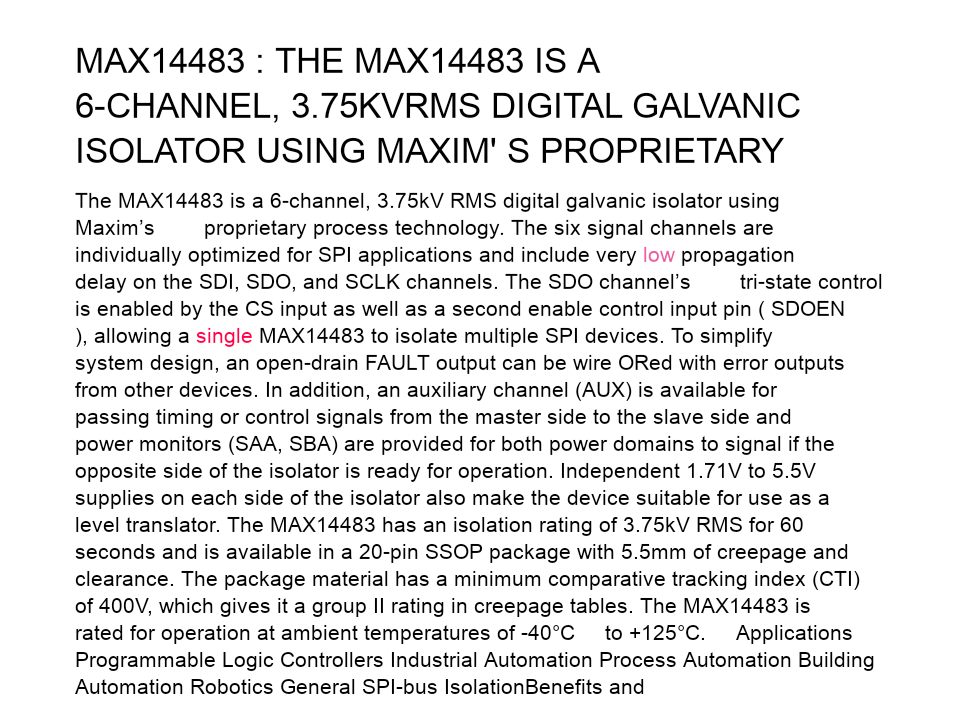 MAX14483 : THE MAX14483 IS A
6-CHANNEL, 3.75KVRMS DIGITAL GALVANIC
ISOLATOR USING MAXIM' S PROPRIETARY
The MAX14483 is a 6-channel, 3.75kV RMS digital galvanic isolator using
Maxim’s proprietary process technology. The six signal channels are
individually optimized for SPI applications and include very low propagation
delay on the SDI, SDO, and SCLK channels. The SDO channel’s tri-state control
is enabled by the CS input as well as a second enable control input pin ( SDOEN
), allowing a single MAX14483 to isolate multiple SPI devices. To simplify
system design, an open-drain FAULT output can be wire ORed with error outputs
from other devices. In addition, an auxiliary channel (AUX) is available for
passing timing or control signals from the master side to the slave side and
power monitors (SAA, SBA) are provided for both power domains to signal if the
opposite side of the isolator is ready for operation. Independent 1.71V to 5.5V
supplies on each side of the isolator also make the device suitable for use as a
level translator. The MAX14483 has an isolation rating of 3.75kV RMS for 60
seconds and is available in a 20-pin SSOP package with 5.5mm of creepage and
clearance. The package material has a minimum comparative tracking index (CTI)
of 400V, which gives it a group II rating in creepage tables. The MAX14483 is
rated for operation at ambient temperatures of -40°C to +125°C. Applications
Programmable Logic Controllers Industrial Automation Process Automation Building
Automation Robotics General SPI-bus IsolationBenefits and